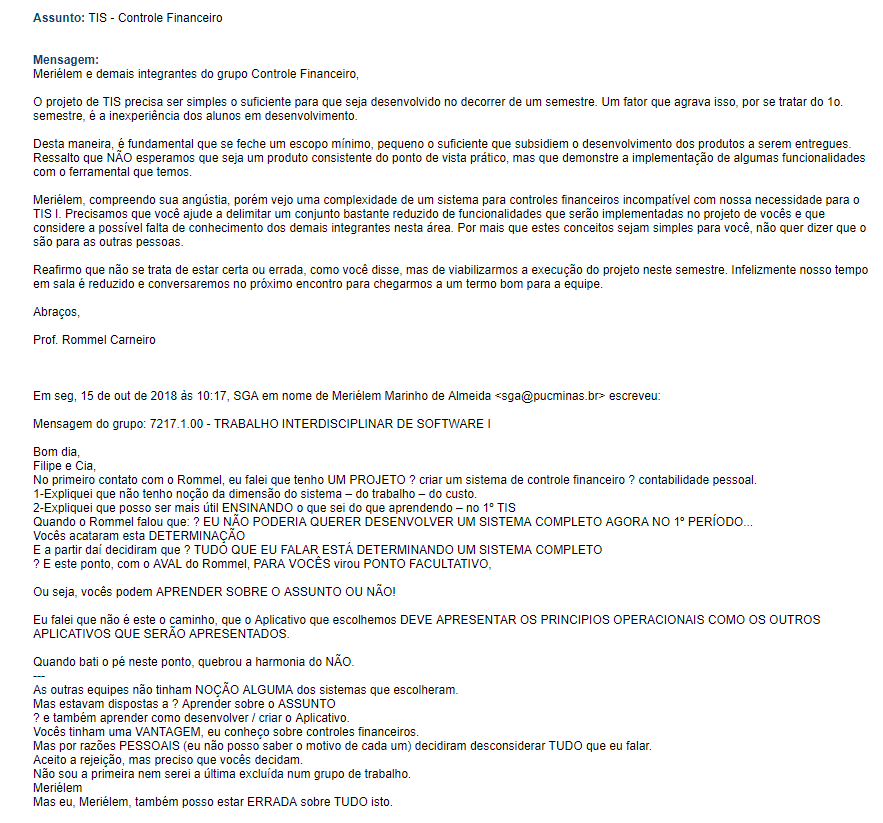 Assunto: TIS - Controle Financeiro
Mensagem:
Meriélem e demais integrantes do grupo Controle Financeiro,
O projeto de TIS precisa ser simples o suficiente para que seja desenvolvido no decorrer de um semestre. Um fator que agrava isso, por se tratar do 1o.
semestre, é a inexperiência dos alunos em desenvolvimento.
Desta maneira, é fundamental que se feche um escopo mínimo, pequeno o suficiente que subsidiem o desenvolvimento dos produtos a serem entregues.
Ressalto que NÃO esperamos que seja um produto consistente do ponto de vista prático, mas que demonstre a implementação de algumas funcionalidades
com o ferramental que temos.
Meriélem, compreendo sua angústia, porém vejo uma complexidade de um sistema para controles financeiros incompatível com nossa necessidade para o
TIS I. Precisamos que você ajude a delimitar um conjunto bastante reduzido de funcionalidades que serão implementadas no projeto de vocês e que
considere a possível falta de conhecimento dos demais integrantes nesta área. Por mais que estes conceitos sejam simples para você, não quer dizer que o
são para as outras pessoas.
Reafirmo que não se trata de estar certa ou errada, como você disse, mas de viabilizarmos a execução do projeto neste semestre. Infelizmente nosso tempo
em sala é reduzido e conversaremos no próximo encontro para chegarmos a um termo bom para a equipe.
Abraços,
Prof. Rommel Carneiro
Em seg, 15 de out de 2018 às 10:17, SGA em nome de Meriélem Marinho de Almeida <sga@pucminas.br> escreveu:
Mensagem do grupo: 7217.1.00 - TRABALHO INTERDISCIPLINAR DE SOFTWARE I
Bom dia,
Filipe e Cia,
No primeiro contato com o Rommel, eu falei que tenho UM PROJETO ? criar um sistema de controle financeiro ? contabilidade pessoal.
1-Expliquei que não tenho noção da dimensão do sistema – do trabalho – do custo.
2-Expliquei que posso ser mais útil ENSINANDO o que sei do que aprendendo – no 1º TIS
Quando o Rommel falou que: ? EU NÃO PODERIA QUERER DESENVOLVER UM SISTEMA COMPLETO AGORA NO 1º PERÍODO...
Vocês acataram esta DETERMINAÇÃO
E a partir daí decidiram que ? TUDO QUE EU FALAR ESTÁ DETERMINANDO UM SISTEMA COMPLETO
? E este ponto, com o AVAL do Rommel, PARA VOCÊS virou PONTO FACULTATIVO,
Ou seja, vocês podem APRENDER SOBRE O ASSUNTO OU NÃO!
Eu falei que não é este o caminho, que o Aplicativo que escolhemos DEVE APRESENTAR OS PRINCIPIOS OPERACIONAIS COMO OS OUTROS
APLICATIVOS QUE SERÃO APRESENTADOS.
Quando bati o pé neste ponto, quebrou a harmonia do NÃO.
---
As outras equipes não tinham NOÇÃO ALGUMA dos sistemas que escolheram.
Mas estavam dispostas a ? Aprender sobre o ASSUNTO
? e também aprender como desenvolver / criar o Aplicativo.
Vocês tinham uma VANTAGEM, eu conheço sobre controles financeiros.
Mas por razões PESSOAIS (eu não posso saber o motivo de cada um) decidiram desconsiderar TUDO que eu falar.
Aceito a rejeição, mas preciso que vocês decidam.
Não sou a primeira nem serei a última excluída num grupo de trabalho.
Meriélem
Mas eu, Meriélem, também posso estar ERRADA sobre TUDO isto.